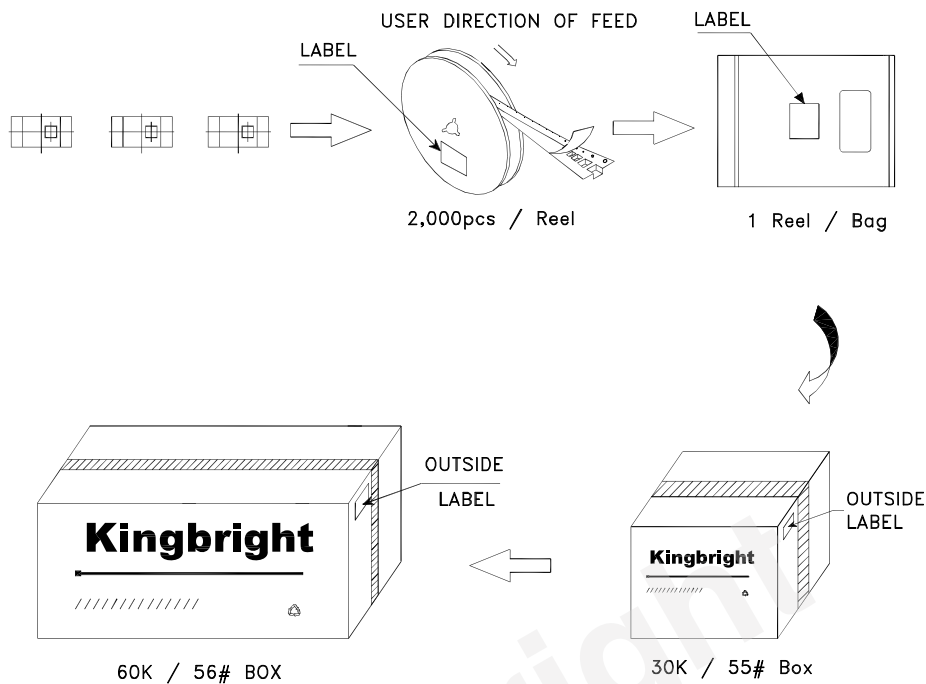 USER DIRECTION OF FEED
LABEL
LABEL
2,000pcs / Reel
1 Reel / Bag
OUTSIDE
LABEL
Kingbright
60K / 56# BOX
OUTSIDE
LABEL
Kingbright
30K / 55# Box